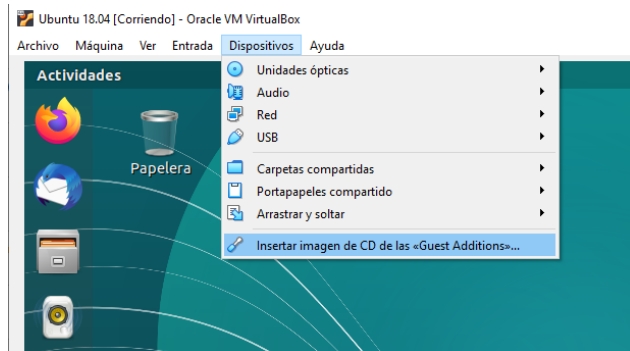 Ubuntu 18.04 [Corriendo] - Oracle VM VirtualBox
Archivo Máquina Ver Entrada Dispositivos Ayuda
Actividades
Papelera
Unidades ópticas
Audio
Red
USB
Carpetas compartidas
Portapapeles compartido
Arrastrar y soltar
Insertar imagen de CD de las «Guest Additions»...